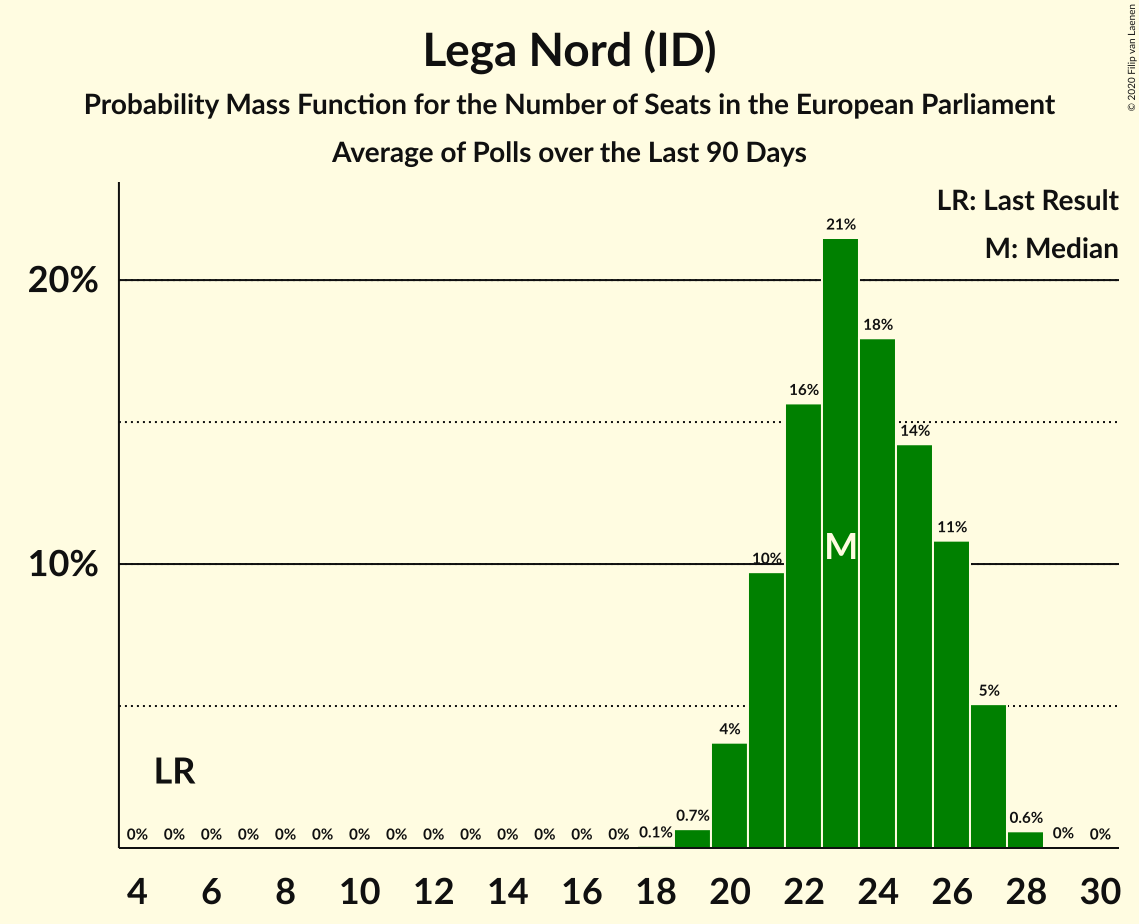 Lega Nord (ID)
Probability Mass Function for the Number of Seats in the European Parliament
Average of Polls over the Last 90 Days
© 2020 Filip van Laenen
LR: Last Result
M: Median
21%
20%
18%
16%
14%
11%
M
10%
10%
5%
4%
LR
0% 0% 0% 0% 0% 0% 0% 0% 0% 0% 0% 0% 0% 0% 0.1% 0.7% 0.6% 0% 0%
4 6 8 10 12 14 16 18 20 22 24 26 28 30